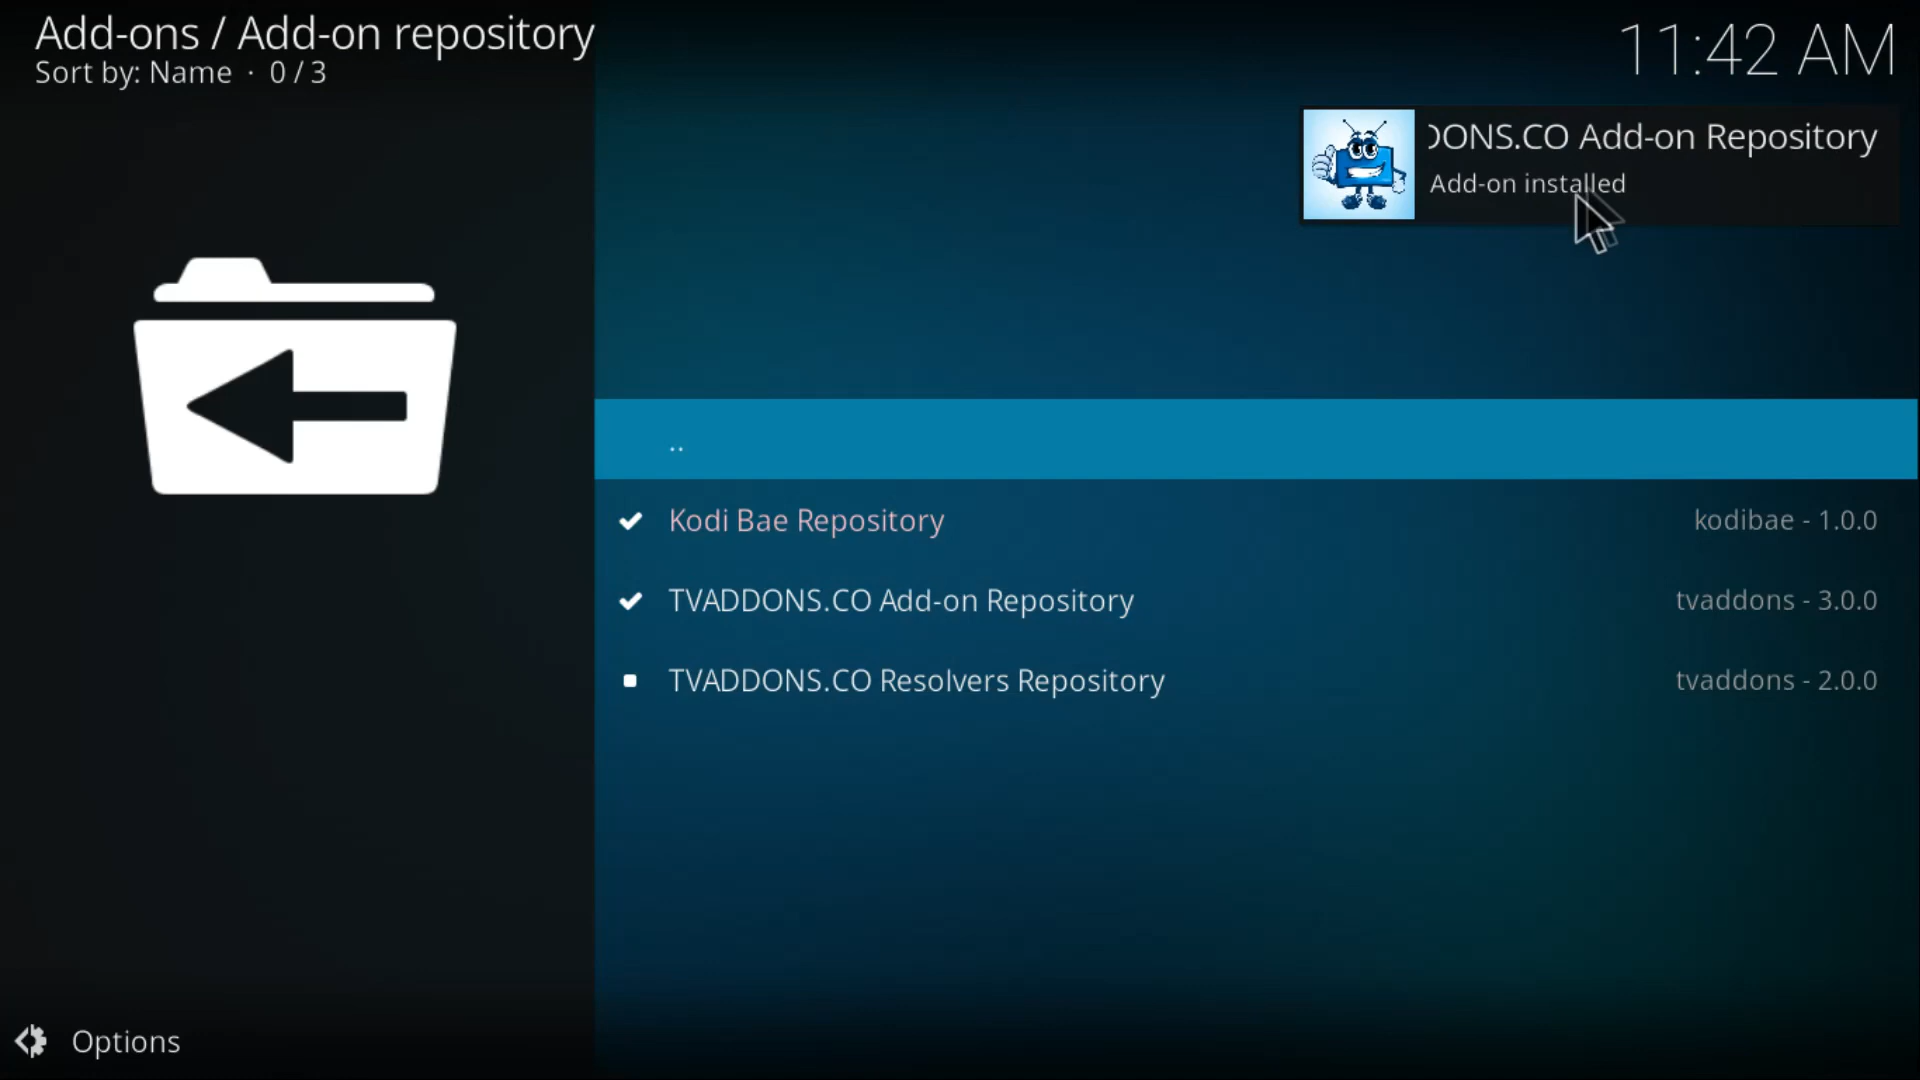 Add-ons / Add-on repository
Sort by: Name · 0 / 3
11:42 AM
DONS.CO Add-on Repository
Add-on installed
..
Kodi Bae Repository kodibae - 1.0.0
TVADDONS.CO Add-on Repository tvaddons - 3.0.0
TVADDONS.CO Resolvers Repository tvaddons - 2.0.0
Options